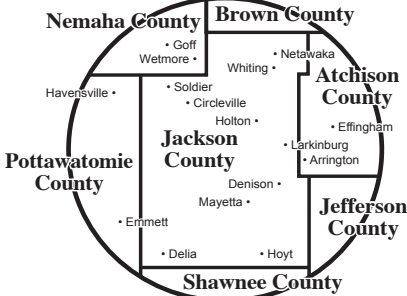 Nemaha County
Brown County
Goff
Wetmore
Netawaka
Whiting
Atchison
County
Havensville
Soldier
Circleville
Holton
Effingham
Jackson
County
Larkinburg
Arrington
Pottawatomie
County
Denison
Mayetta
Jefferson
County
Emmett
Delia
Hoyt
Shawnee County